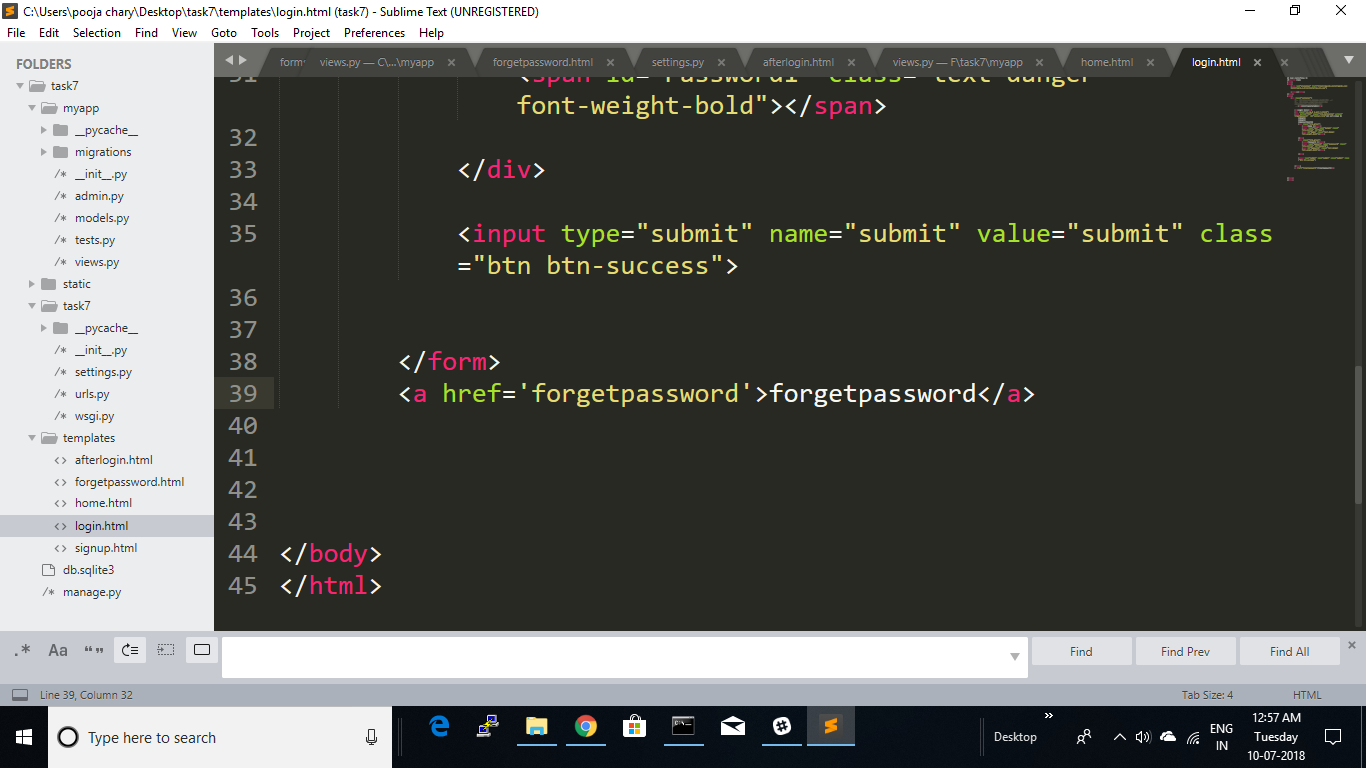 C:\Users\pooja chary\Desktop\task7\templates\login.html (task7) - Sublime Text (UNREGISTERED)
File Edit Selection Find View Goto Tools Project Preferences Help
FOLDERS
task7
myapp
__pycache__
migrations
/* __init__.py
/* admin.py
/* models.py
/* tests.py
/* views.py
static
task7
__pycache__
/* __init__.py
/* settings.py
/* urls.py
/* wsgi.py
templates
<> afterlogin.html
<> forgetpassword.html
<> home.html
<> login.html
<> signup.html
db.sqlite3
/* manage.py
form views.py — C\...\myapp × forgetpassword.html × settings.py × afterlogin.html × views.py — F\task7\myapp × home.html × login.html ×
31 <span id="Password1" class="text-danger
font-weight-bold"></span>
32
33 </div>
34
35 <input type="submit" name="submit" value="submit" class
="btn btn-success">
36
37
38 </form>
39 <a href='forgetpassword'>forgetpassword</a>
40
41
42
43
44 </body>
45 </html>
.* Aa “” Find Find Prev Find All ×
Line 39, Column 32 Tab Size: 4 HTML
Type here to search
Desktop
ENG
IN
12:57 AM
Tuesday
10-07-2018